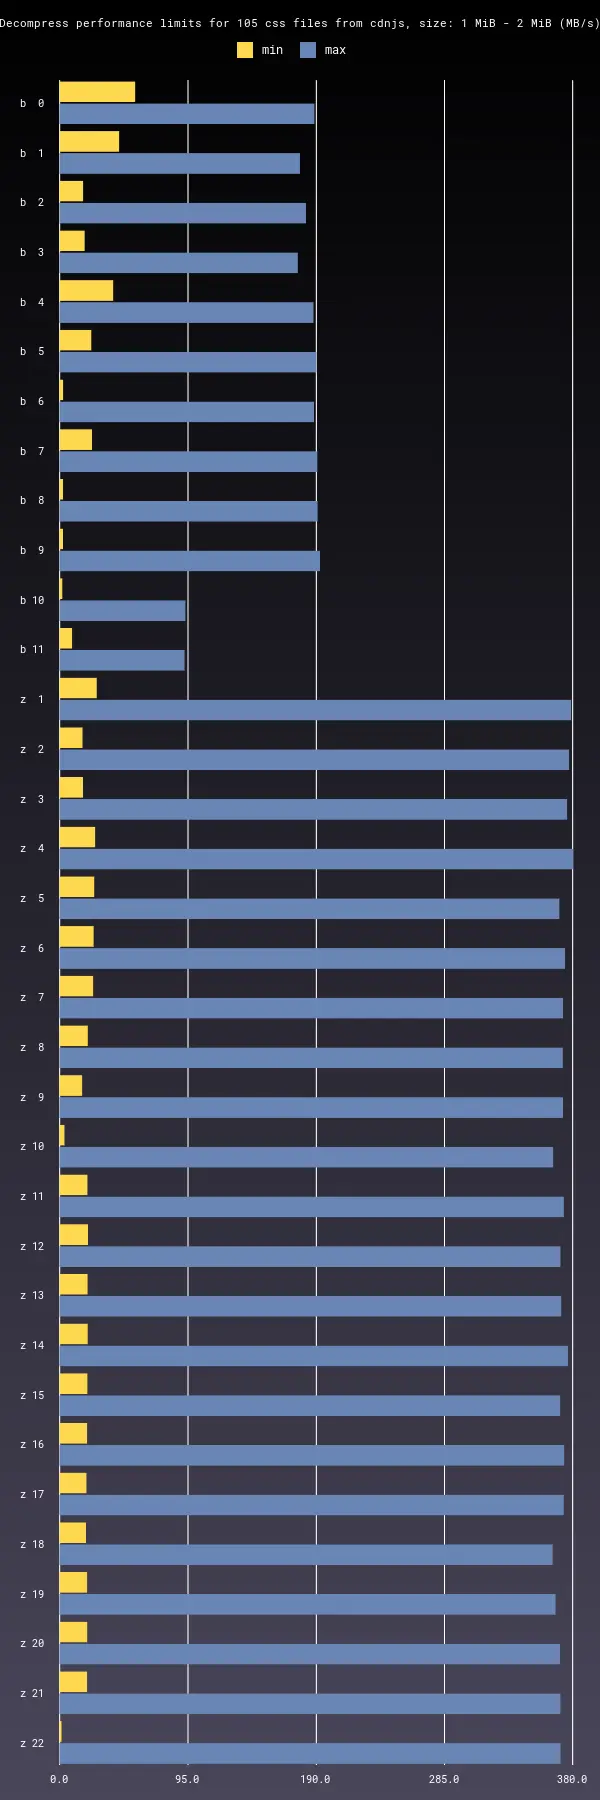 Decompress performance limits for 105 css files from cdnjs, size: 1 MiB - 2 MiB (MB/s)
min max
b 0
b 1
b 2
b 3
b 4
b 5
b 6
b 7
b 8
b 9
b 10
b 11
z 1
z 2
z 3
z 4
z 5
z 6
z 7
z 8
z 9
z 10
z 11
z 12
z 13
z 14
z 15
z 16
z 17
z 18
z 19
z 20
z 21
z 22
0.0 95.0 190.0 285.0 380.0